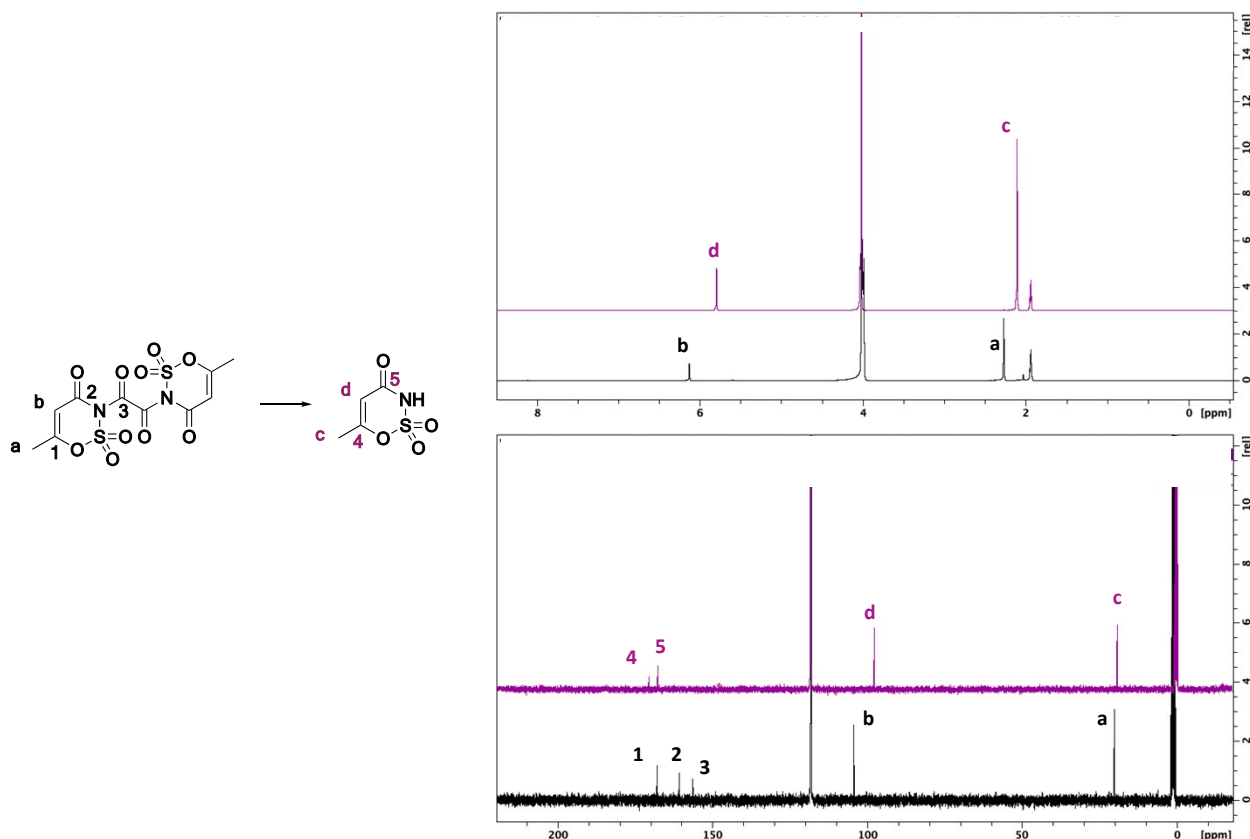 [rel]
14
12
10
8
6
4
2
0
c
d
b
a
8 6 4 2 0 [ppm]
O O
S O
O
O O
2
b N 3 N
O O
S O
a O O
1
O
5
d NH
S O
c O O
4
[rel]
10
8
6
4
2
0
4 5 d c
1 2 3 b a
200 150 100 50 0 [ppm]